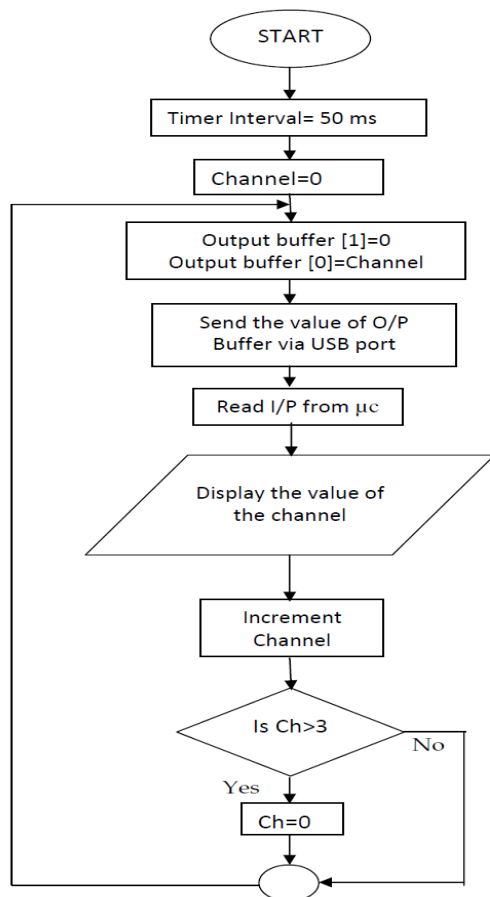 START
Timer Interval= 50 ms
Channel=0
Output buffer [1]=0
Output buffer [0]=Channel
Send the value of O/P
Buffer via USB port
Read I/P from µc
Display the value of
the channel
Increment
Channel
Is Ch>3
No
Yes
Ch=0